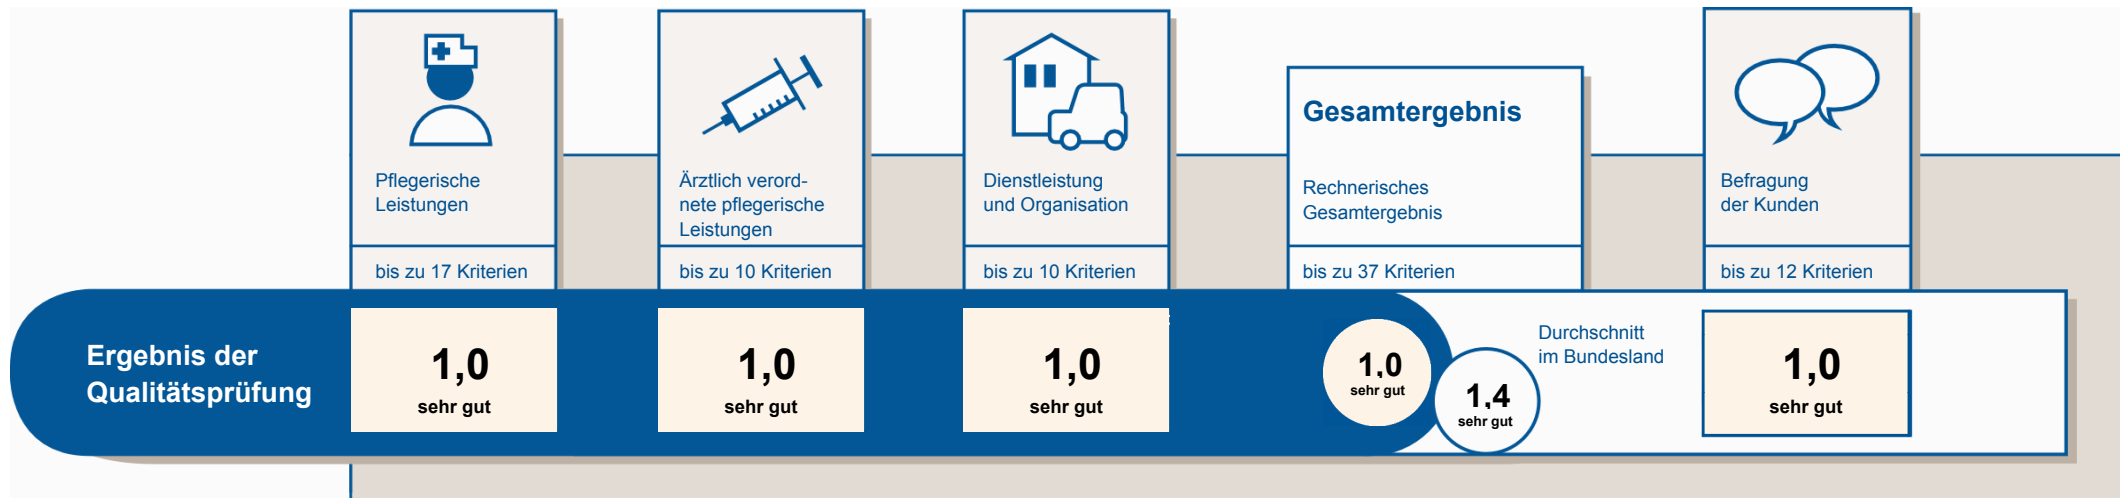 Pflegerische
Leistungen
bis zu 17 Kriterien
Ärztlich verord-
nete pflegerische
Leistungen
bis zu 10 Kriterien
Dienstleistung
und Organisation
bis zu 10 Kriterien
Gesamtergebnis
Rechnerisches
Gesamtergebnis
bis zu 37 Kriterien
Befragung
der Kunden
bis zu 12 Kriterien
Ergebnis der
Qualitätsprüfung
1,0
sehr gut
1,0
sehr gut
1,0
sehr gut
1,0
sehr gut
1,4
sehr gut
Durchschnitt
im Bundesland
1,0
sehr gut